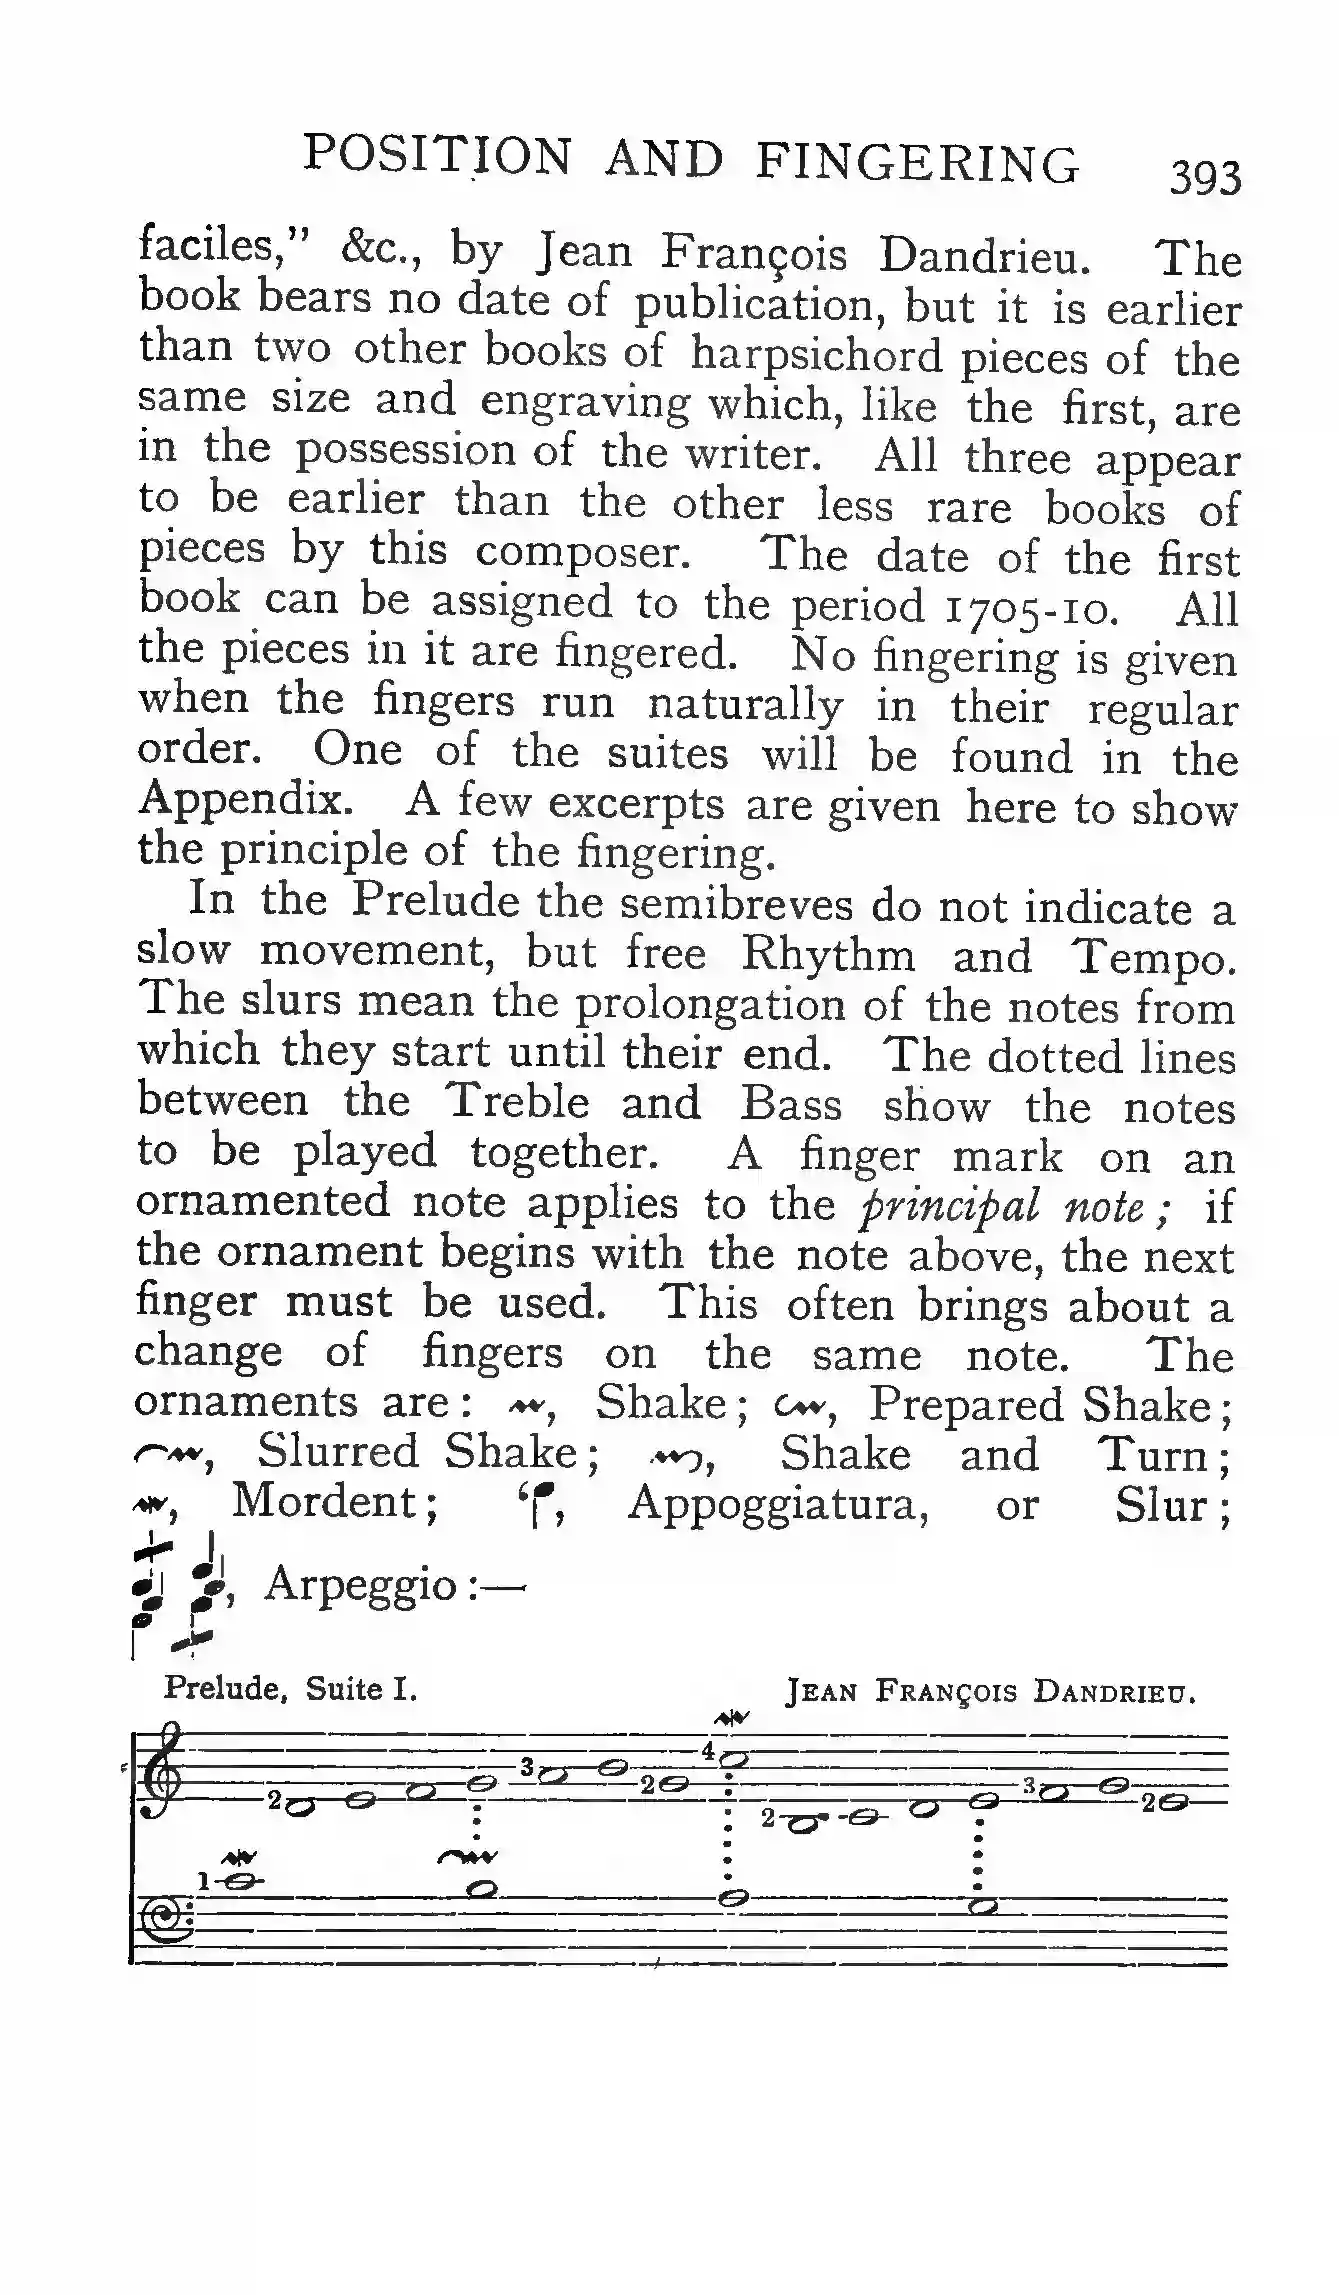 POSITION AND FINGERING 393
faciles,” &c., by Jean François Dandrieu. The
book bears no date of publication, but it is earlier
than two other books of harpsichord pieces of the
same size and engraving which, like the first, are
in the possession of the writer. All three appear
to be earlier than the other less rare books of
pieces by this composer. The date of the first
book can be assigned to the period 1705-10. All
the pieces in it are fingered. No fingering is given
when the fingers run naturally in their regular
order. One of the suites will be found in the
Appendix. A few excerpts are given here to show
the principle of the fingering.
In the Prelude the semibreves do not indicate a
slow movement, but free Rhythm and Tempo.
The slurs mean the prolongation of the notes from
which they start until their end. The dotted lines
between the Treble and Bass show the notes
to be played together. A finger mark on an
ornamented note applies to the principal note; if
the ornament begins with the note above, the next
finger must be used. This often brings about a
change of fingers on the same note. The
ornaments are: , Shake; , Prepared Shake;
, Slurred Shake; , Shake and Turn;
, Mordent; , Appoggiatura, or Slur;
, Arpeggio:—
Prelude, Suite I. JEAN FRANÇOIS DANDRIEU.
2 3 2 4 2 3 2
1